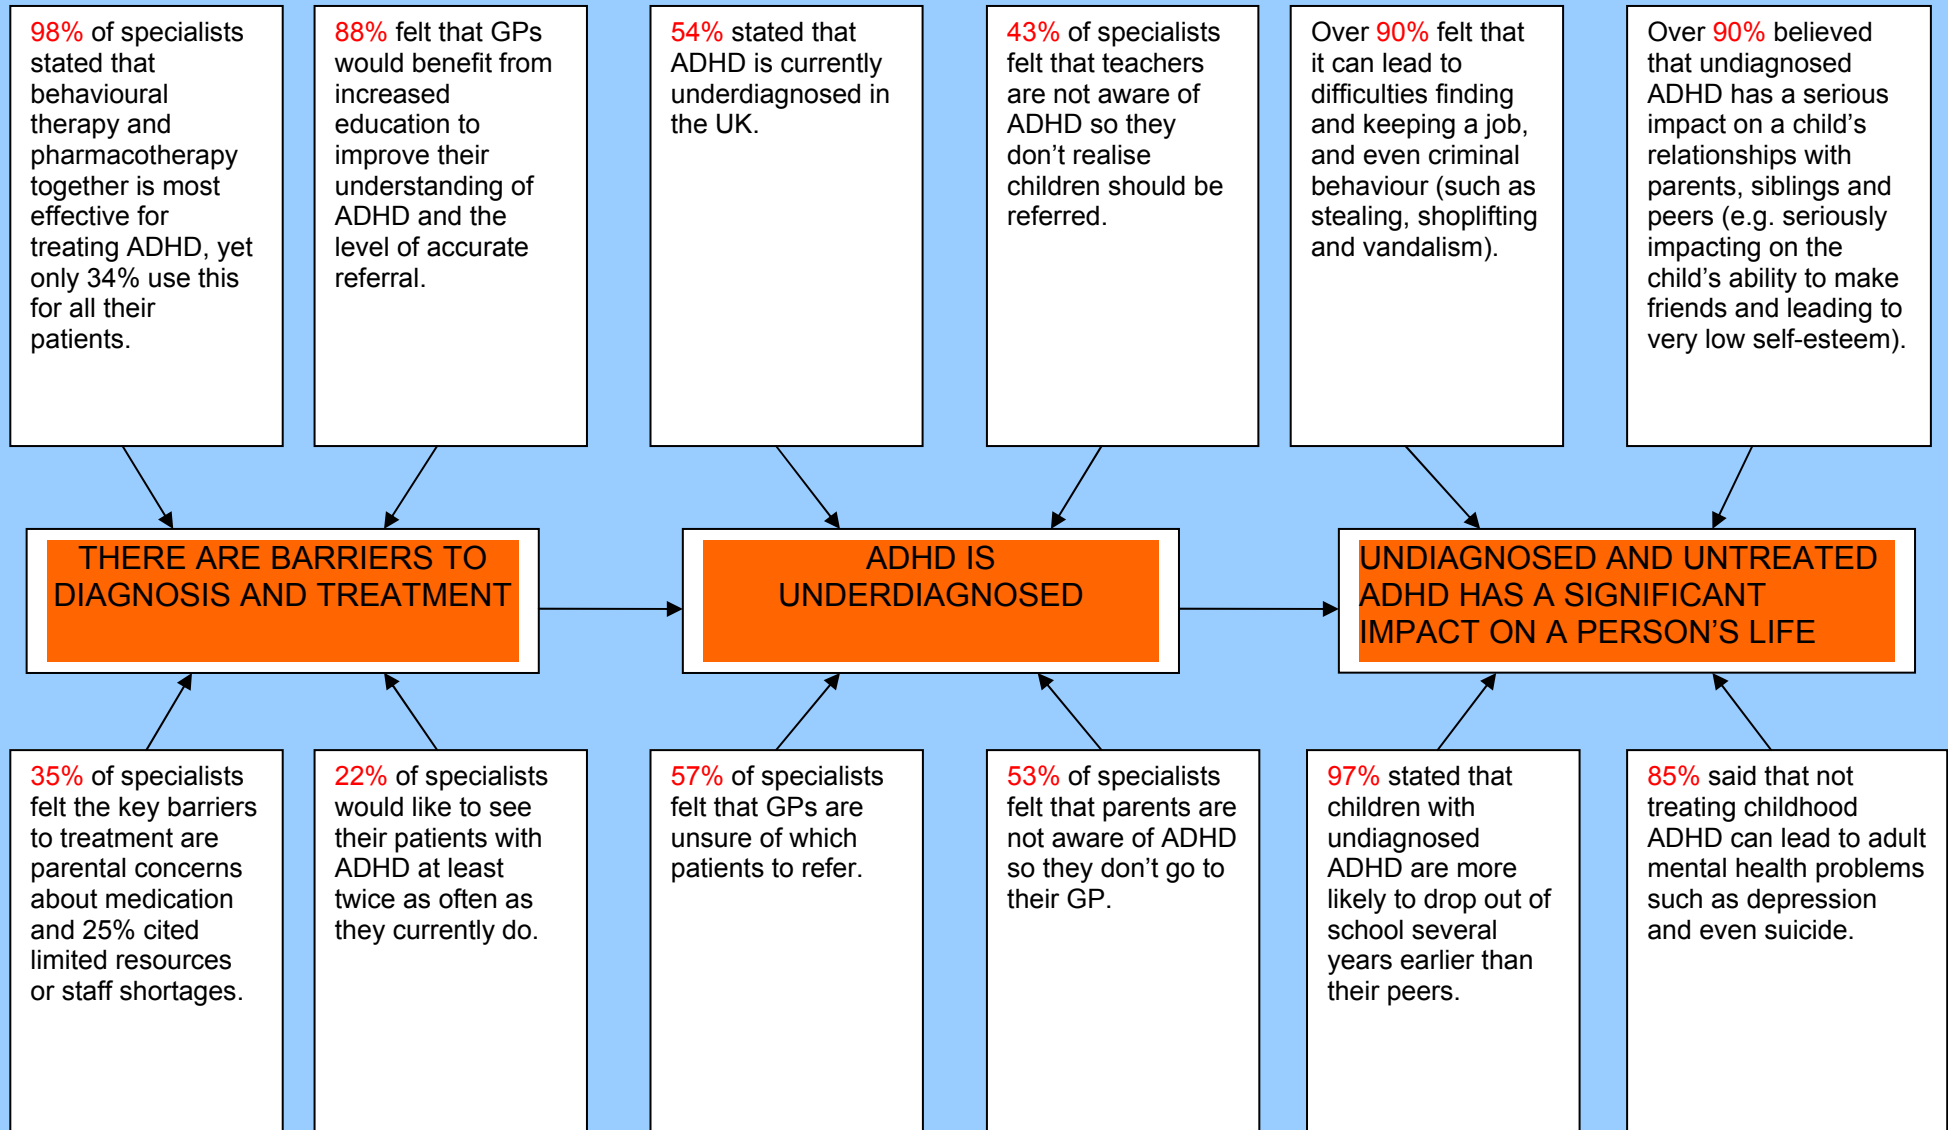 98% of specialists
stated that
behavioural
therapy and
pharmacotherapy
together is most
effective for
treating ADHD, yet
only 34% use this
for all their
patients.
88% felt that GPs
would benefit from
increased
education to
improve their
understanding of
ADHD and the
level of accurate
referral.
54% stated that
ADHD is currently
underdiagnosed in
the UK.
43% of specialists
felt that teachers
are not aware of
ADHD so they
don’t realise
children should be
referred.
Over 90% felt that
it can lead to
difficulties finding
and keeping a job,
and even criminal
behaviour (such as
stealing, shoplifting
and vandalism).
Over 90% believed
that undiagnosed
ADHD has a serious
impact on a child’s
relationships with
parents, siblings and
peers (e.g. seriously
impacting on the
child’s ability to make
friends and leading to
very low self-esteem).
THERE ARE BARRIERS TO
DIAGNOSIS AND TREATMENT
ADHD IS
UNDERDIAGNOSED
UNDIAGNOSED AND UNTREATED
ADHD HAS A SIGNIFICANT
IMPACT ON A PERSON’S LIFE
35% of specialists
felt the key barriers
to treatment are
parental concerns
about medication
and 25% cited
limited resources
or staff shortages.
22% of specialists
would like to see
their patients with
ADHD at least
twice as often as
they currently do.
57% of specialists
felt that GPs are
unsure of which
patients to refer.
53% of specialists
felt that parents are
not aware of ADHD
so they don’t go to
their GP.
97% stated that
children with
undiagnosed
ADHD are more
likely to drop out of
school several
years earlier than
their peers.
85% said that not
treating childhood
ADHD can lead to adult
mental health problems
such as depression
and even suicide.